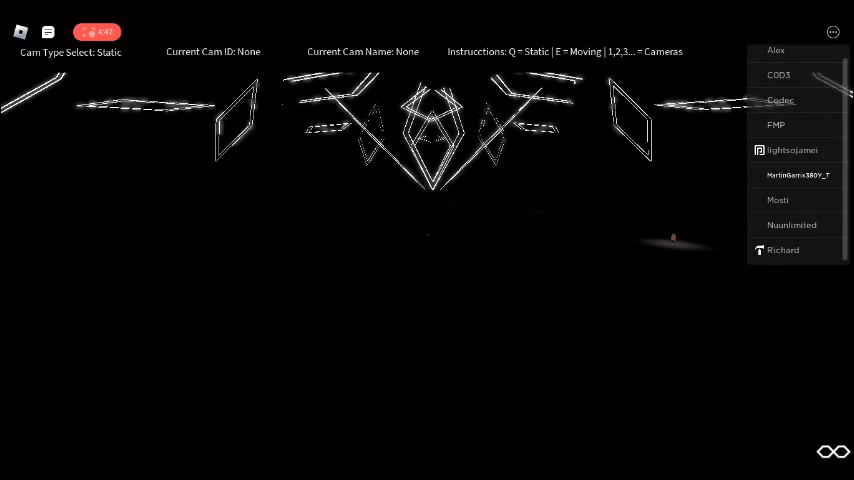 4:47
Cam Type Select: Static
Current Cam ID: None
Current Cam Name: None
Instrucctions: Q = Static | E = Moving | 1,2,3... = Cameras
Alex
C0D3
Codec
FMP
lightsojamei
MartinGarrix380Y_T
Mosti
Nuunlimited
Richard